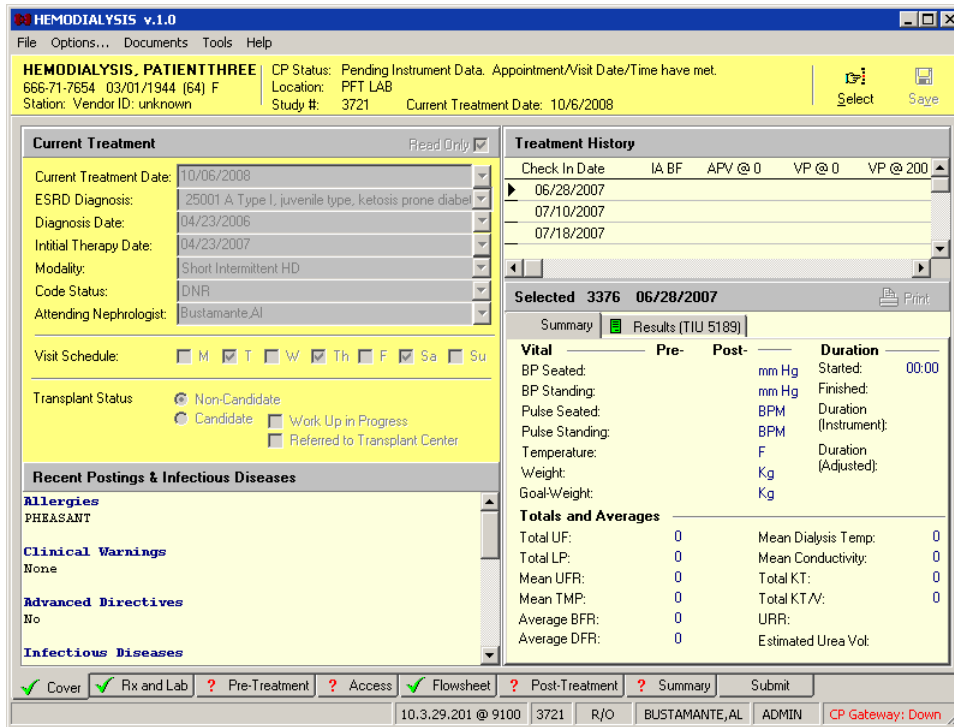 HEMODIALYSIS v.1.0
File Options... Documents Tools Help
HEMODIALYSIS, PATIENTTHREE
666-71-7654 03/01/1944 (64) F
Station: Vendor ID: unknown
CP Status: Pending Instrument Data. Appointment/Visit Date/Time have met.
Location: PFT LAB
Study #: 3721 Current Treatment Date: 10/6/2008
Select Save
Current Treatment Read Only
Current Treatment Date: 10/06/2008
ESRD Diagnosis: 25001 A Type I, juvenile type, ketosis prone diabet
Diagnosis Date: 04/23/2006
Intitial Therapy Date: 04/23/2007
Modality: Short Intermittent HD
Code Status: DNR
Attending Nephrologist: Bustamante,Al
Visit Schedule: M T W Th F Sa Su
Transplant Status Non-Candidate
Candidate Work Up in Progress
Referred to Transplant Center
Recent Postings & Infectious Diseases
Allergies
PHEASANT
Clinical Warnings
None
Advanced Directives
No
Infectious Diseases
Treatment History
Check In Date IA BF APV @ 0 VP @ 0 VP @ 200
06/28/2007
07/10/2007
07/18/2007
Selected 3376 06/28/2007 Print
Summary Results (TIU 5189)
Vital Pre- Post- Duration
BP Seated: mm Hg Started: 00:00
BP Standing: mm Hg Finished:
Pulse Seated: BPM Duration (Instrument):
Pulse Standing: BPM
Temperature: F Duration (Adjusted):
Weight: Kg
Goal-Weight: Kg
Totals and Averages
Total UF: 0 Mean Dialysis Temp: 0
Total LP: 0 Mean Conductivity: 0
Mean UFR: 0 Total KT: 0
Mean TMP: 0 Total KT/V: 0
Average BFR: 0 URR:
Average DFR: 0 Estimated Urea Vol:
Cover Rx and Lab ? Pre-Treatment ? Access Flowsheet ? Post-Treatment ? Summary Submit
10.3.29.201 @ 9100 3721 R/O BUSTAMANTE,AL ADMIN CP Gateway: Down